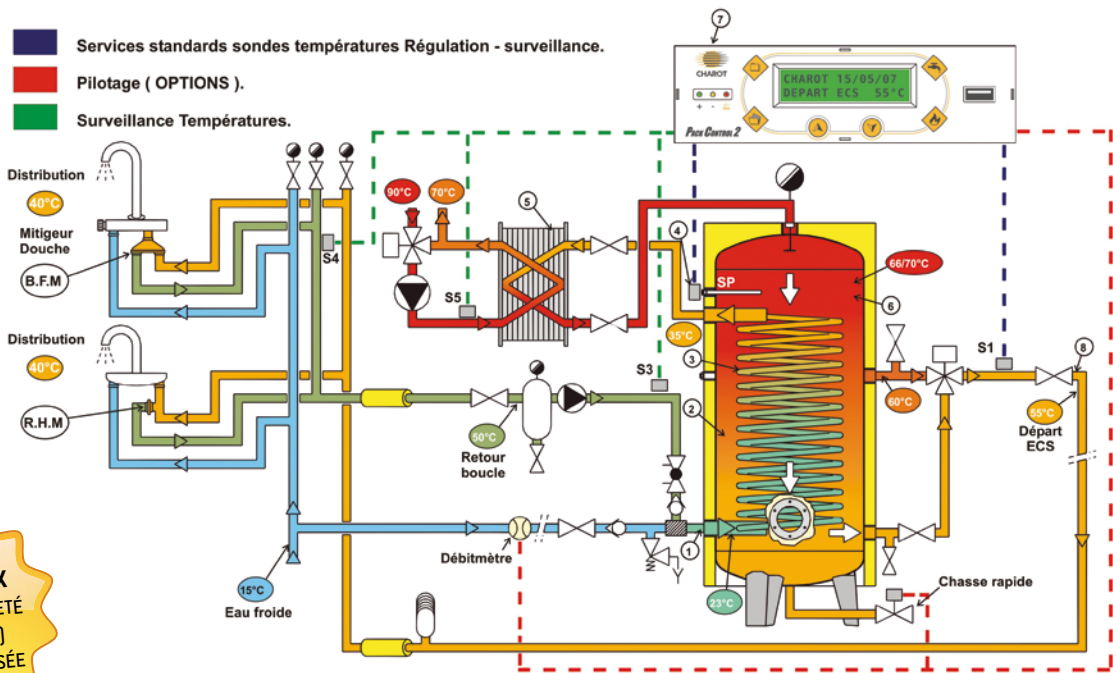 Services standards sondes températures Régulation - surveillance.
Pilotage ( OPTIONS ).
Surveillance Températures.
7
CHAROT
+ -
CHAROT 15/05/07
DEPART ECS 55°C
PACK CONTROL 2
Distribution
40°C
Mitigeur
Douche
B.F.M
S4
90°C
70°C
5
S5
4
SP
66/70°C
6
35°C
3
S3
2
S1
8
60°C
55°C
Départ
ECS
Distribution
40°C
R.H.M
50°C
Retour
boucle
Débitmètre
1
23°C
15°C
Eau froide
Chasse rapide
X
ETÉ
)
SÉE